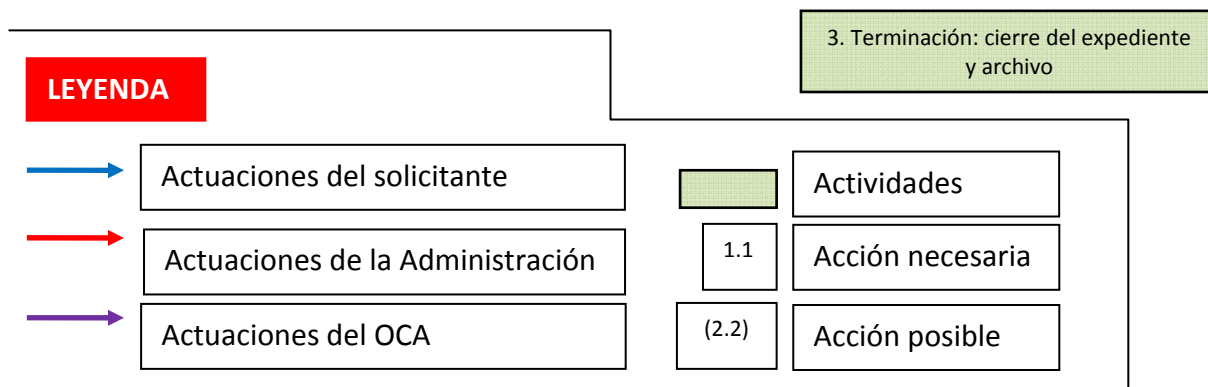 3. Terminación: cierre del expediente
y archivo
LEYENDA
Actuaciones del solicitante
Actividades
Actuaciones de la Administración
1.1
Acción necesaria
Actuaciones del OCA
(2.2)
Acción posible